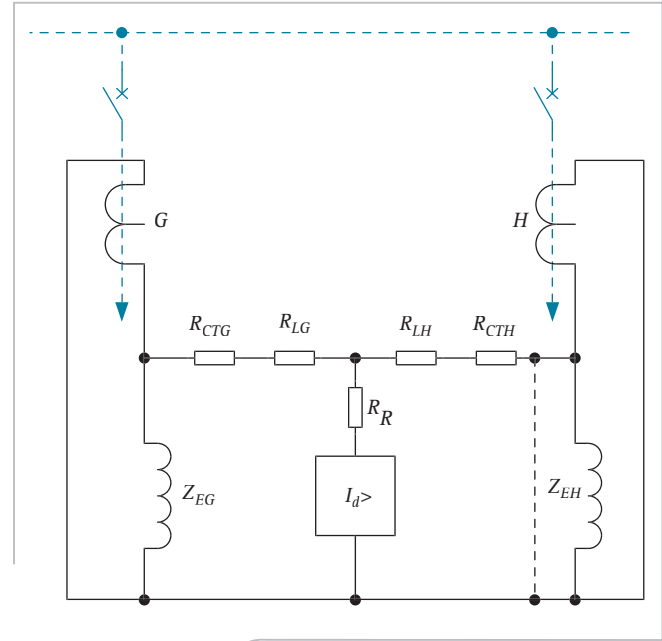 G
H
R_CTG
R_LG
R_LH
R_CTH
R_R
Z_EG
I_d>
Z_EH